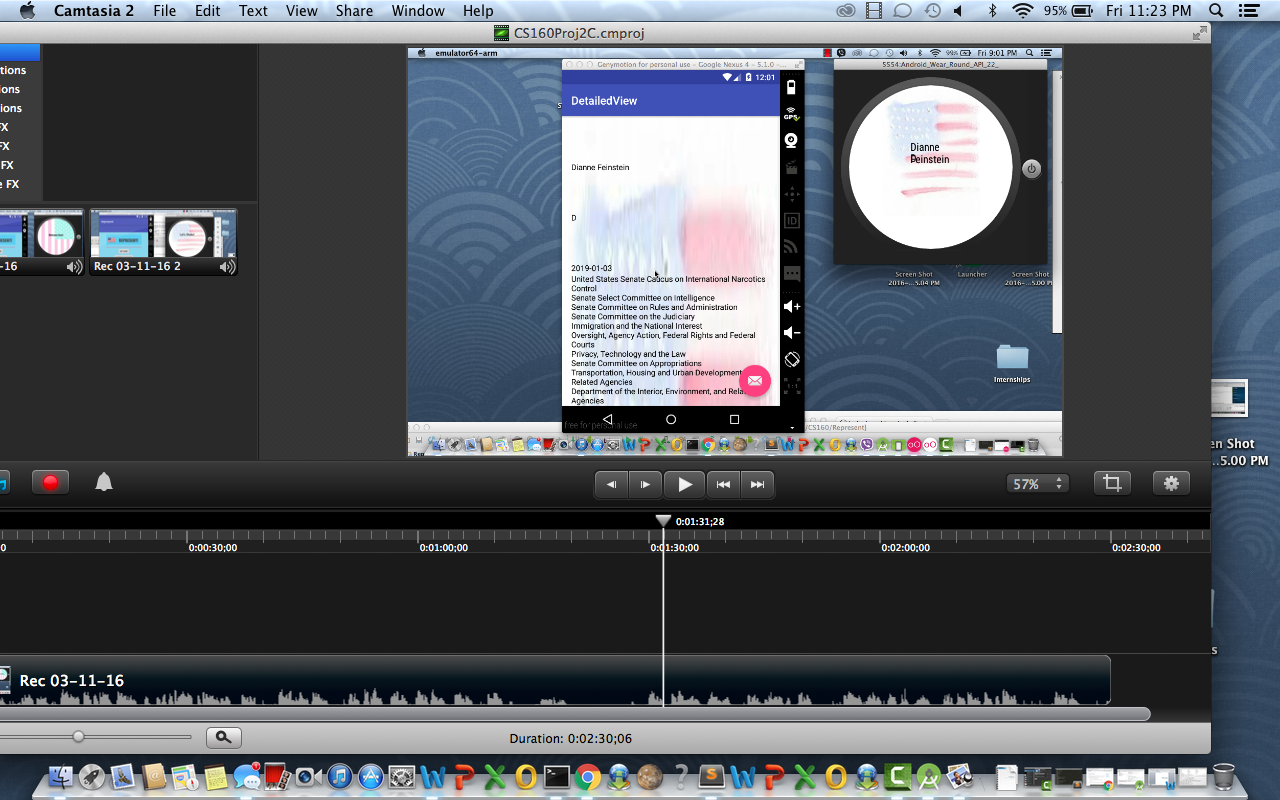 Camtasia 2 File Edit Text View Share Window Help 95% Fri 11:23 PM
CS160Proj2C.cmproj
tions
ions
ions
FX
FX
FX
e FX
-16
Rec 03-11-16 2
emulator64-arm Fri 9:01 PM
Genymotion for personal use - Google Nexus 4 - 5.1.0 - ...
12:01
DetailedView
Dianne Feinstein
D
2019-01-03
United States Senate Caucus on International Narcotics
Control
Senate Select Committee on Intelligence
Senate Committee on Rules and Administration
Senate Committee on the Judiciary
Immigration and the National Interest
Oversight, Agency Action, Federal Rights and Federal
Courts
Privacy, Technology and the Law
Senate Committee on Appropriations
Transportation, Housing and Urban Development
Related Agencies
Department of the Interior, Environment, and Rela
Agencies
free for personal use
GPS
ID
5554:Android_Wear_Round_API_22_
Dianne
Feinstein
Screen Shot
2016-...5.04 PM
Launcher
Screen Shot
2016-...5.00 P
Internships
/CS160/Represent
en Shot
..5.00 PM
57%
0:01:31;28
0 0:00:30;00 0:01:00;00 0:01:30;00 0:02:00;00 0:02:30;00
Rec 03-11-16
Duration: 0:02:30;06